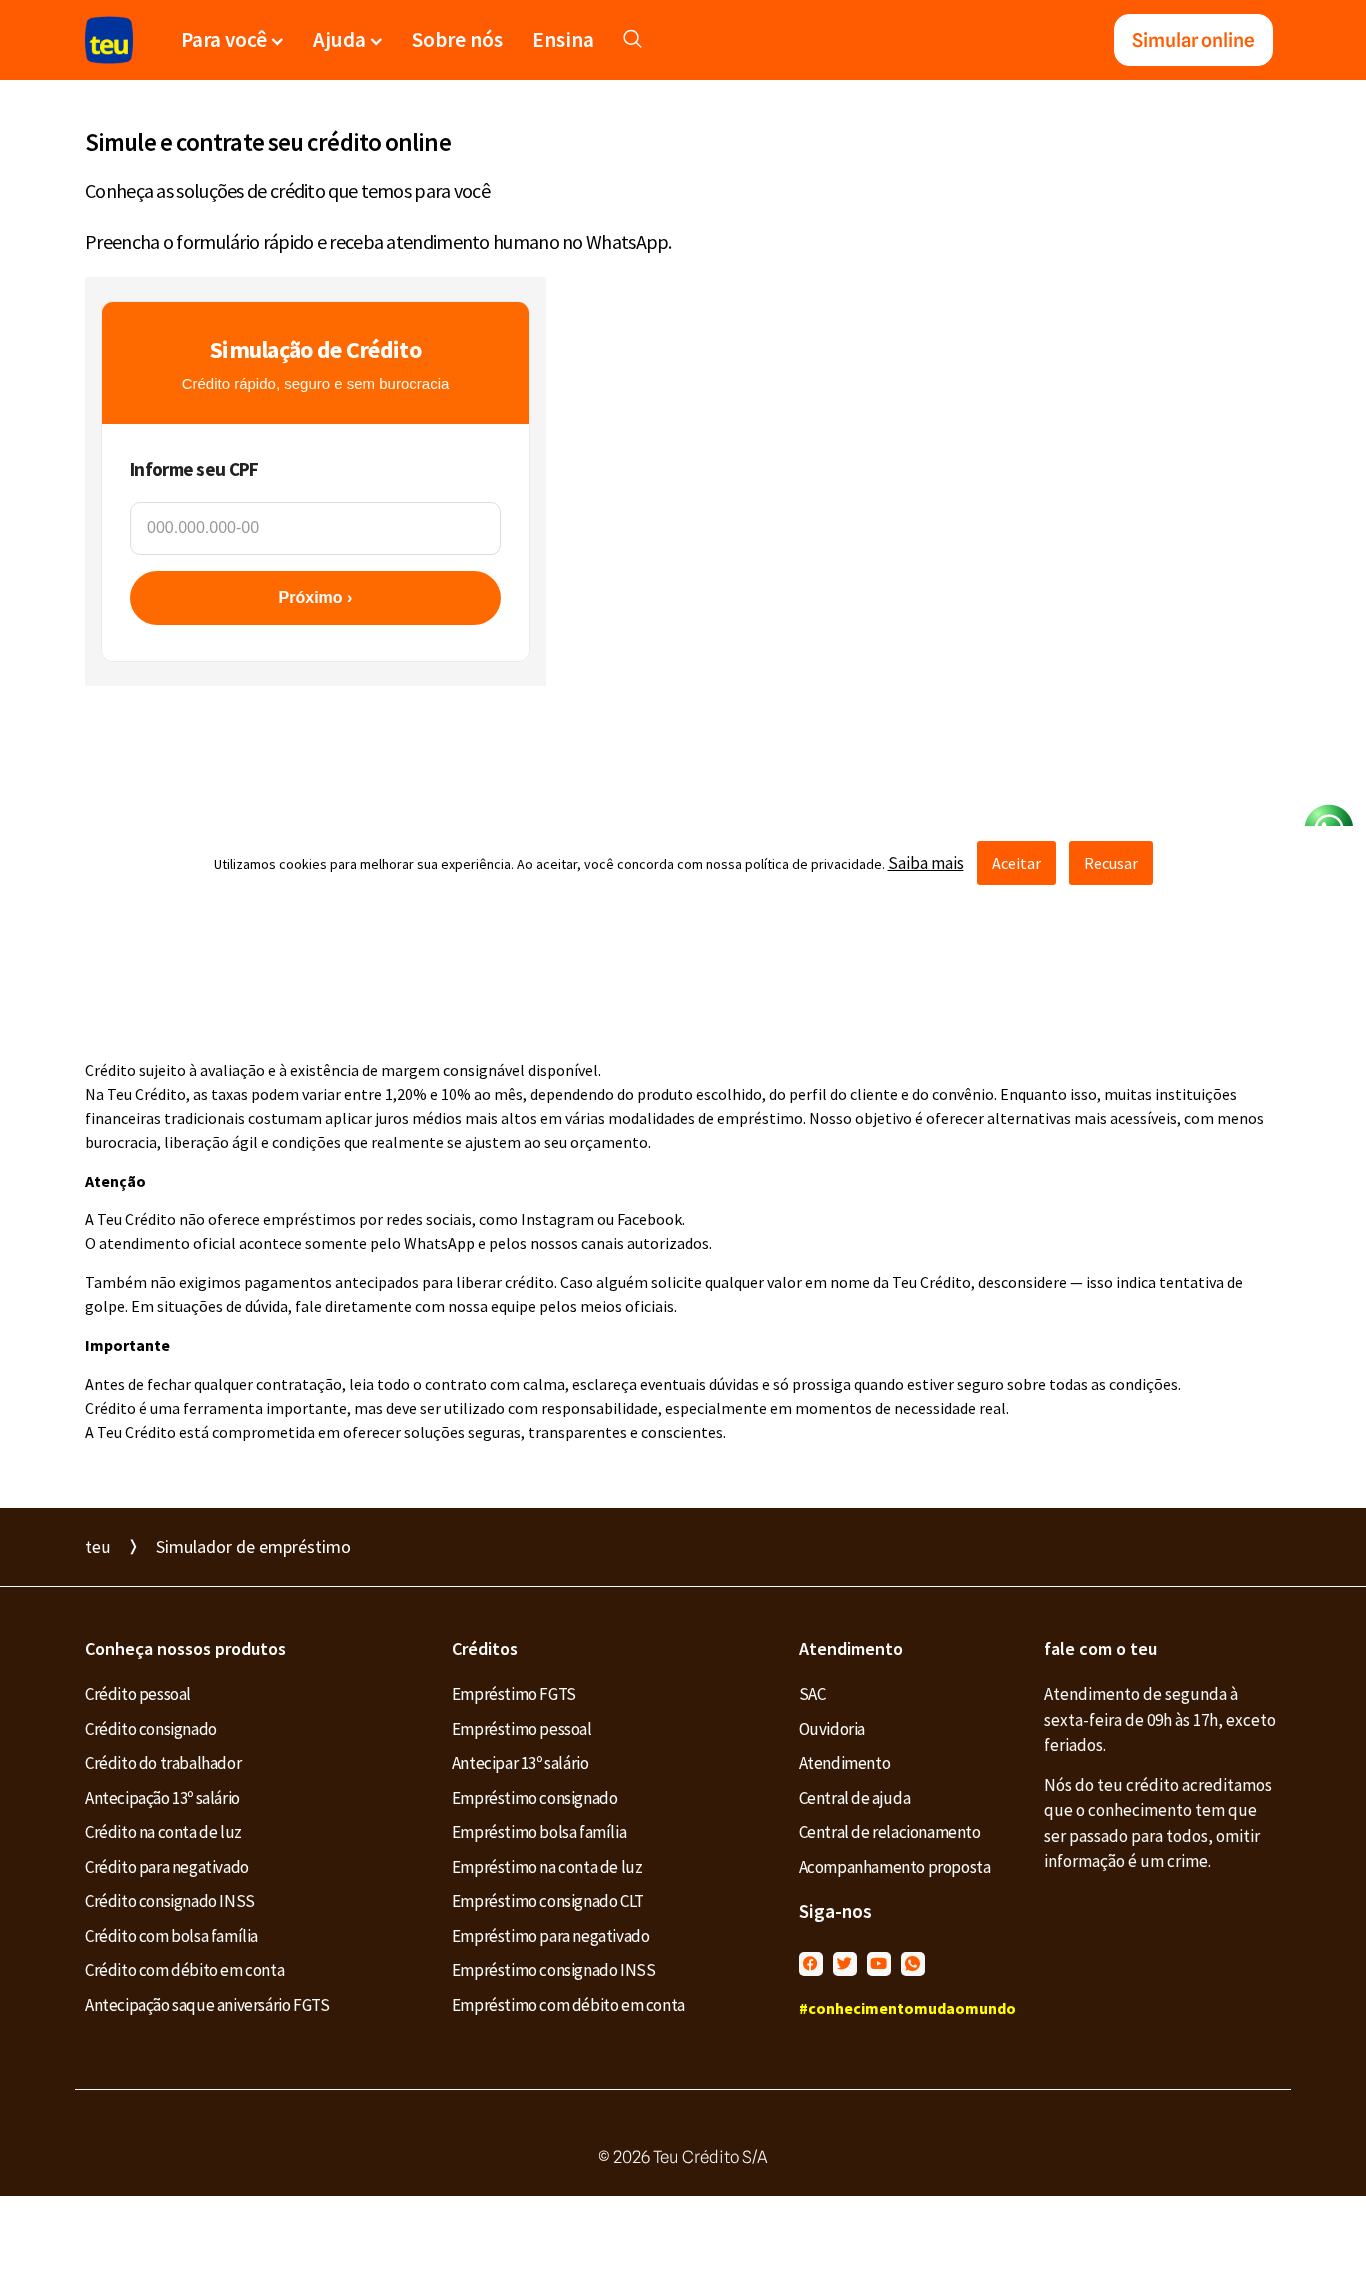 teu
Para você
Ajuda
Sobre nós
Ensina
Simular online
Simule e contrate seu crédito online
Conheça as soluções de crédito que temos para você
Preencha o formulário rápido e receba atendimento humano no WhatsApp.
Simulação de Crédito
Crédito rápido, seguro e sem burocracia
Informe seu CPF
000.000.000-00
Próximo ›
Utilizamos cookies para melhorar sua experiência. Ao aceitar, você concorda com nossa política de privacidade. Saiba mais
Aceitar
Recusar
Crédito sujeito à avaliação e à existência de margem consignável disponível.
Na Teu Crédito, as taxas podem variar entre 1,20% e 10% ao mês, dependendo do produto escolhido, do perfil do cliente e do convênio. Enquanto isso, muitas instituições
financeiras tradicionais costumam aplicar juros médios mais altos em várias modalidades de empréstimo. Nosso objetivo é oferecer alternativas mais acessíveis, com menos
burocracia, liberação ágil e condições que realmente se ajustem ao seu orçamento.
Atenção
A Teu Crédito não oferece empréstimos por redes sociais, como Instagram ou Facebook.
O atendimento oficial acontece somente pelo WhatsApp e pelos nossos canais autorizados.
Também não exigimos pagamentos antecipados para liberar crédito. Caso alguém solicite qualquer valor em nome da Teu Crédito, desconsidere — isso indica tentativa de
golpe. Em situações de dúvida, fale diretamente com nossa equipe pelos meios oficiais.
Importante
Antes de fechar qualquer contratação, leia todo o contrato com calma, esclareça eventuais dúvidas e só prossiga quando estiver seguro sobre todas as condições.
Crédito é uma ferramenta importante, mas deve ser utilizado com responsabilidade, especialmente em momentos de necessidade real.
A Teu Crédito está comprometida em oferecer soluções seguras, transparentes e conscientes.
teu ❯ Simulador de empréstimo
Conheça nossos produtos
Crédito pessoal
Crédito consignado
Crédito do trabalhador
Antecipação 13º salário
Crédito na conta de luz
Crédito para negativado
Crédito consignado INSS
Crédito com bolsa família
Crédito com débito em conta
Antecipação saque aniversário FGTS
Créditos
Empréstimo FGTS
Empréstimo pessoal
Antecipar 13º salário
Empréstimo consignado
Empréstimo bolsa família
Empréstimo na conta de luz
Empréstimo consignado CLT
Empréstimo para negativado
Empréstimo consignado INSS
Empréstimo com débito em conta
Atendimento
SAC
Ouvidoria
Atendimento
Central de ajuda
Central de relacionamento
Acompanhamento proposta
Siga-nos
#conhecimentomudaomundo
fale com o teu
Atendimento de segunda à
sexta-feira de 09h às 17h, exceto
feriados.
Nós do teu crédito acreditamos
que o conhecimento tem que
ser passado para todos, omitir
informação é um crime.
© 2026 Teu Crédito S/A